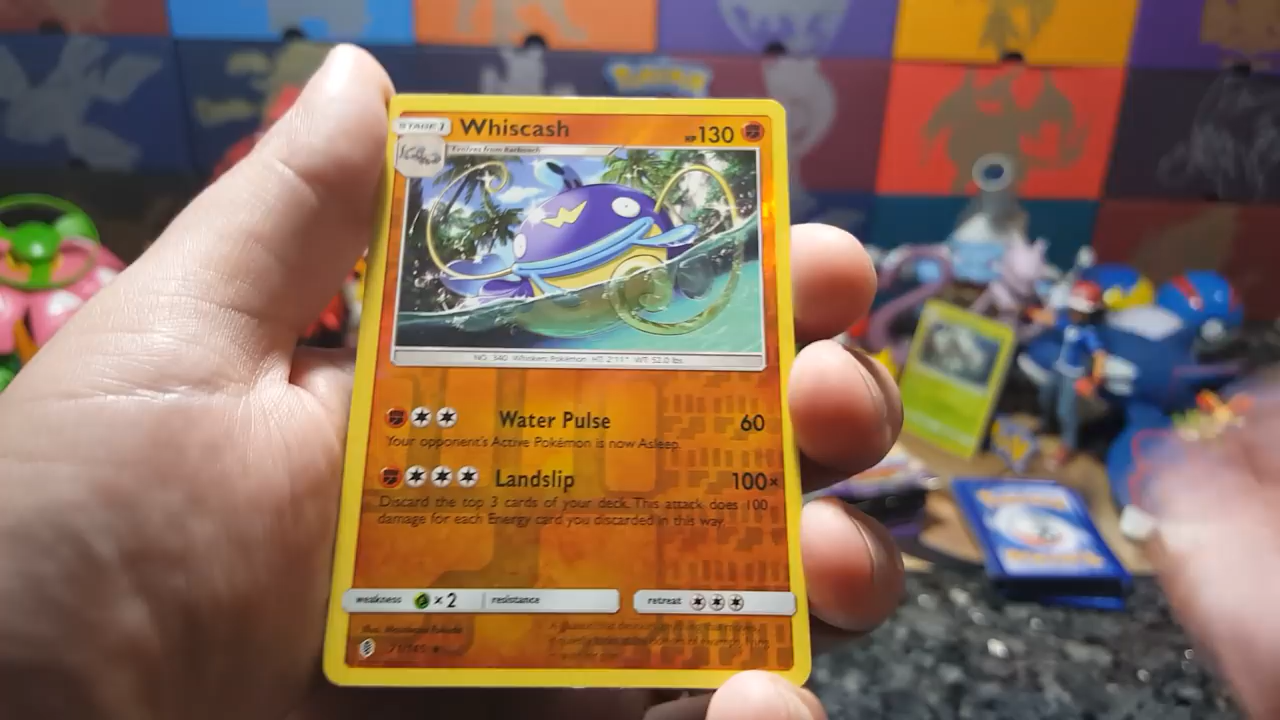 STAGE 1
Whiscash
HP 130
Evolves from Barboach
NO. 340 Whiskers Pokémon HT: 2'11" WT: 52.0 lbs.
Water Pulse 60
Your opponent's Active Pokémon is now Asleep.
Landslip 100×
Discard the top 3 cards of your deck. This attack does 100
damage for each Energy card you discarded in this way.
weakness ×2 resistance
retreat